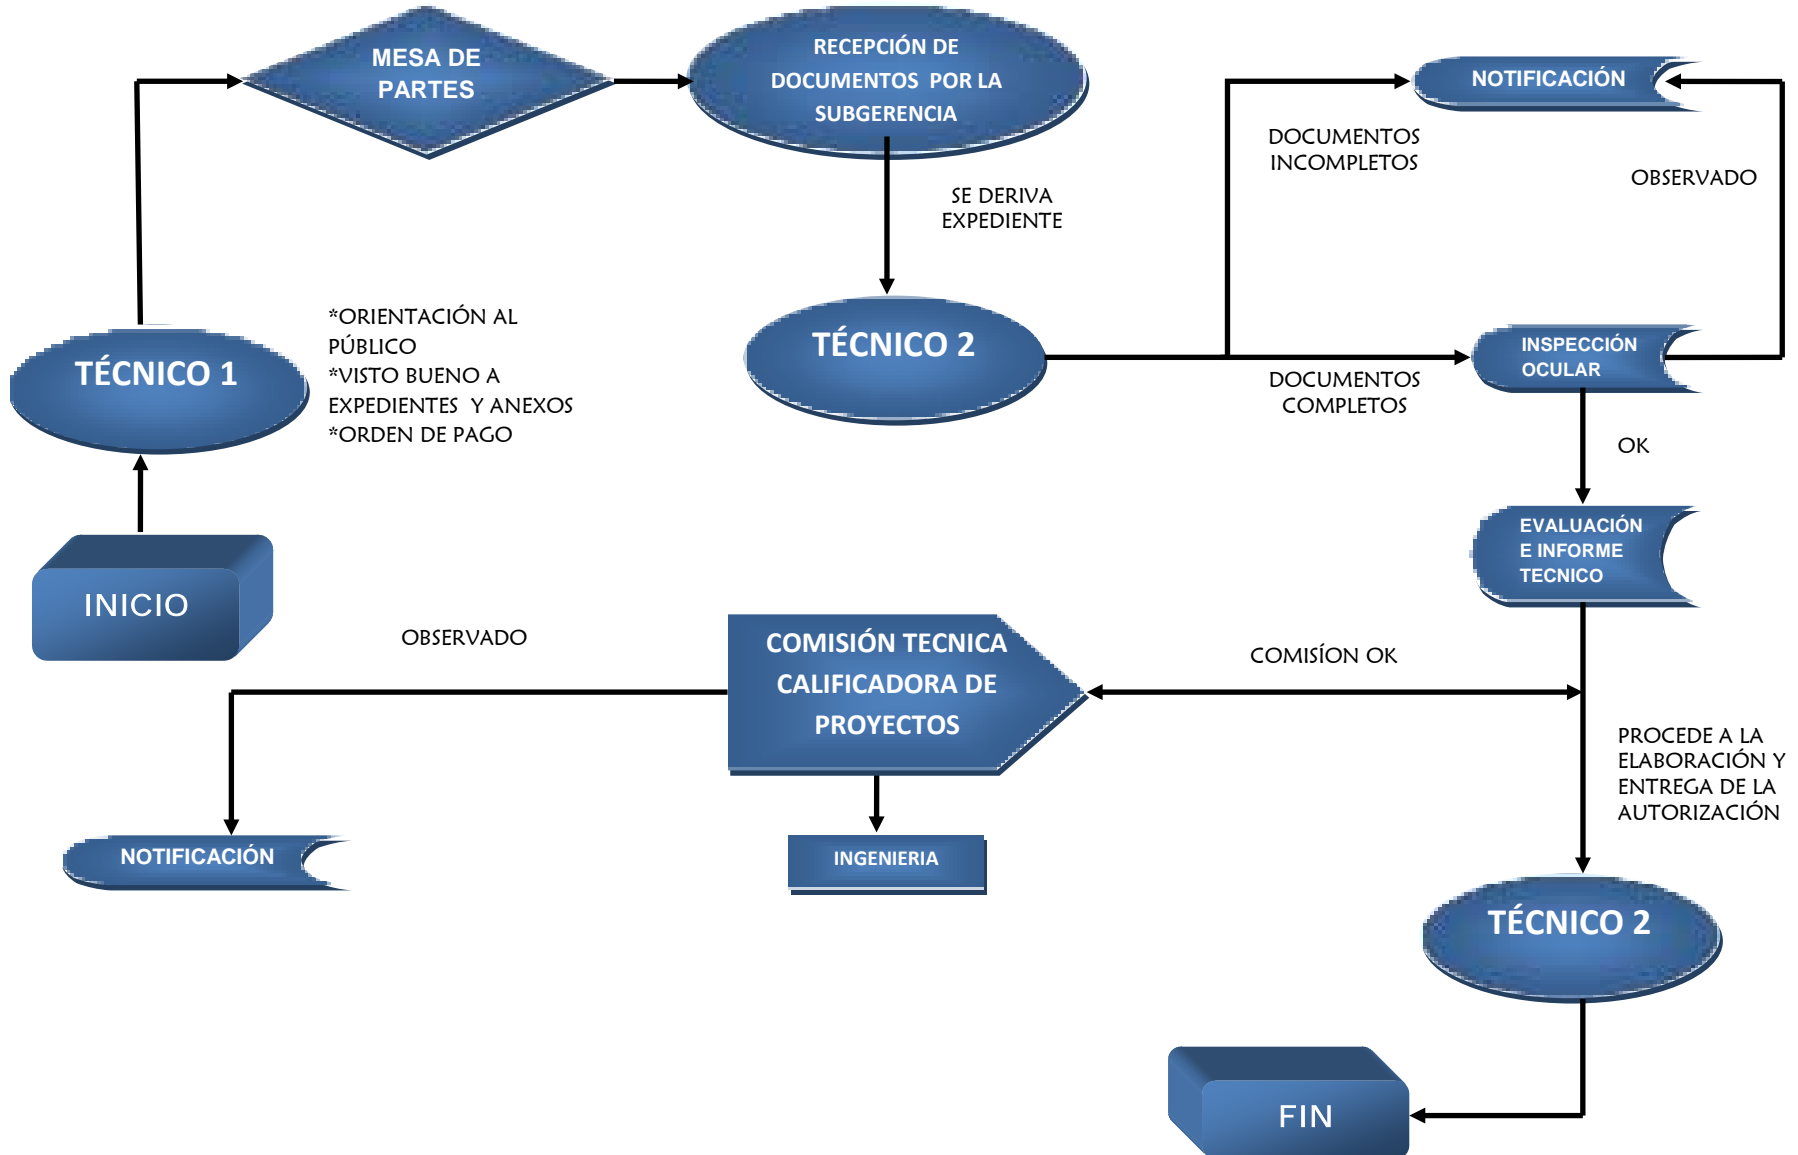 MESA DE
PARTES
RECEPCIÓN DE
DOCUMENTOS POR LA
SUBGERENCIA
NOTIFICACIÓN
DOCUMENTOS
INCOMPLETOS
OBSERVADO
SE DERIVA
EXPEDIENTE
*ORIENTACIÓN AL
PÚBLICO
*VISTO BUENO A
EXPEDIENTES Y ANEXOS
*ORDEN DE PAGO
TÉCNICO 1
TÉCNICO 2
INSPECCIÓN
OCULAR
DOCUMENTOS
COMPLETOS
OK
EVALUACIÓN
E INFORME
TECNICO
INICIO
OBSERVADO
COMISIÓN TECNICA
CALIFICADORA DE
PROYECTOS
COMISÍON OK
PROCEDE A LA
ELABORACIÓN Y
ENTREGA DE LA
AUTORIZACIÓN
NOTIFICACIÓN
INGENIERIA
TÉCNICO 2
FIN